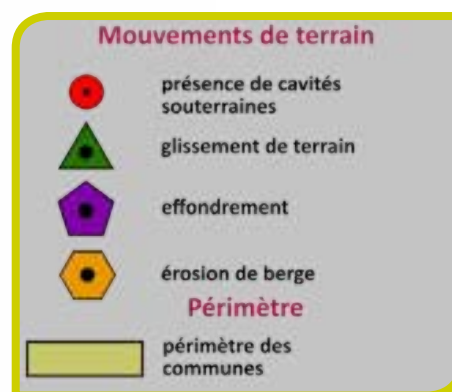 Mouvements de terrain
présence de cavités
souterraines
glissement de terrain
effondrement
érosion de berge
Périmètre
périmètre des
communes